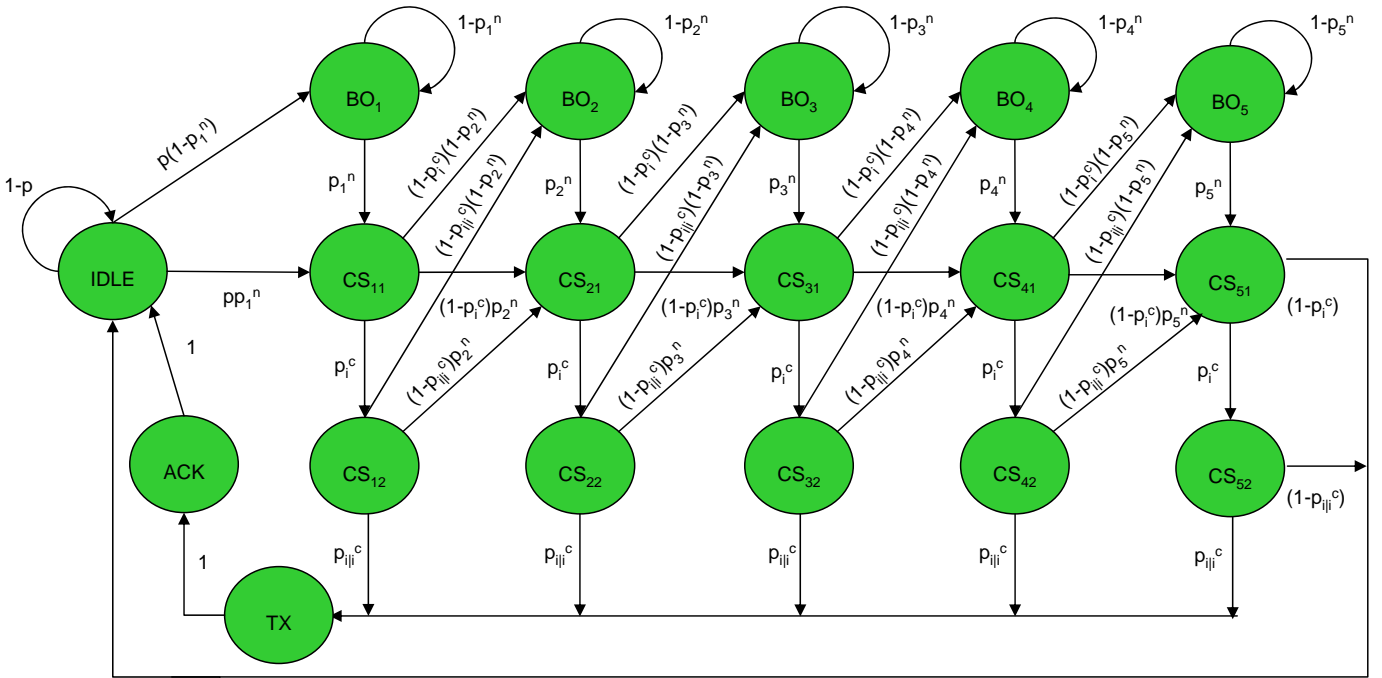 1-p₁ⁿ
1-p₂ⁿ
1-p₃ⁿ
1-p₄ⁿ
1-p₅ⁿ
BO₁
BO₂
BO₃
BO₄
BO₅
p(1-p₁ⁿ)
(1-pᵢᶜ)(1-p₂ⁿ)
(1-pᵢᶜ)(1-p₃ⁿ)
(1-pᵢᶜ)(1-p₄ⁿ)
(1-pᵢᶜ)(1-p₅ⁿ)
1-p
p₁ⁿ
p₂ⁿ
p₃ⁿ
p₄ⁿ
p₅ⁿ
(1-pᵢ|ᵢᶜ)(1-p₂ⁿ)
(1-pᵢ|ᵢᶜ)(1-p₃ⁿ)
(1-pᵢ|ᵢᶜ)(1-p₄ⁿ)
(1-pᵢ|ᵢᶜ)(1-p₅ⁿ)
IDLE
CS₁₁
CS₂₁
CS₃₁
CS₄₁
CS₅₁
pp₁ⁿ
(1-pᵢᶜ)p₂ⁿ
(1-pᵢᶜ)p₃ⁿ
(1-pᵢᶜ)p₄ⁿ
(1-pᵢᶜ)p₅ⁿ
(1-pᵢᶜ)
1
pᵢᶜ
pᵢᶜ
pᵢᶜ
pᵢᶜ
pᵢᶜ
(1-pᵢ|ᵢᶜ)p₂ⁿ
(1-pᵢ|ᵢᶜ)p₃ⁿ
(1-pᵢ|ᵢᶜ)p₄ⁿ
(1-pᵢ|ᵢᶜ)p₅ⁿ
ACK
CS₁₂
CS₂₂
CS₃₂
CS₄₂
CS₅₂
(1-pᵢ|ᵢᶜ)
1
pᵢ|ᵢᶜ
pᵢ|ᵢᶜ
pᵢ|ᵢᶜ
pᵢ|ᵢᶜ
pᵢ|ᵢᶜ
TX